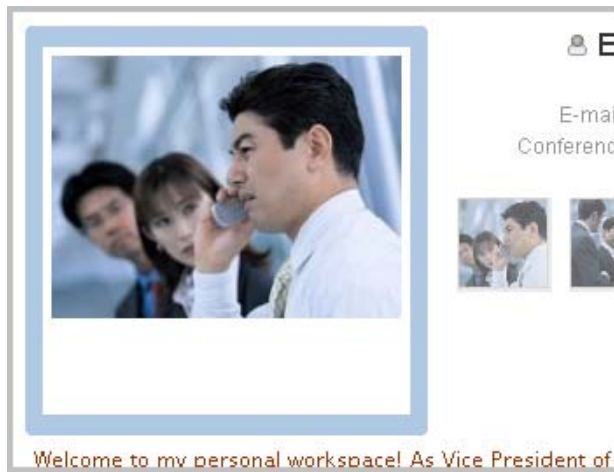 E
E-mai
Conferenc
Welcome to my personal workspace! As Vice President of